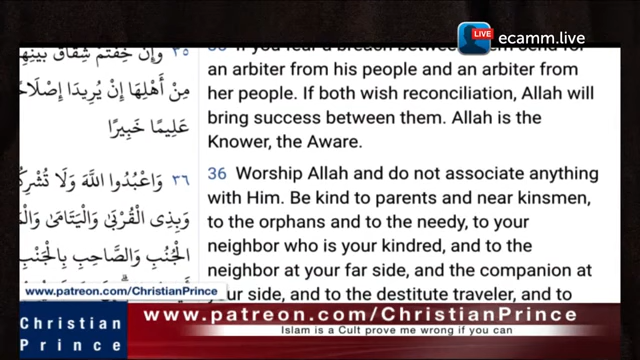 LIVE
ecamm.live
٣٥ وَإِنْ خِفْتُمْ شِقَاقَ بَيْنِهِ
مِنْ أَهْلِهَا إِنْ يُرِيدَا إِصْلَاحً
عَلِيمًا خَبِيرًا
٣٦ وَاعْبُدُوا اللَّهَ وَلَا تُشْرِكُ
وَبِذِي الْقُرْبَى وَالْيَتَامَى
الْجُنُبِ وَالصَّاحِبِ بِالْجَنْبِ
an arbiter from his people and an arbiter from
her people. If both wish reconciliation, Allah will
bring success between them. Allah is the
Knower, the Aware.
36 Worship Allah and do not associate anything
with Him. Be kind to parents and near kinsmen,
to the orphans and to the needy, to your
neighbor who is your kindred, and to the
neighbor at your far side, and the companion at
your side, and to the destitute traveler, and to
www.patreon.com/ChristianPrince
Christian
Prince
www.patreon.com/ChristianPrince
Islam is a Cult prove me wrong if you can